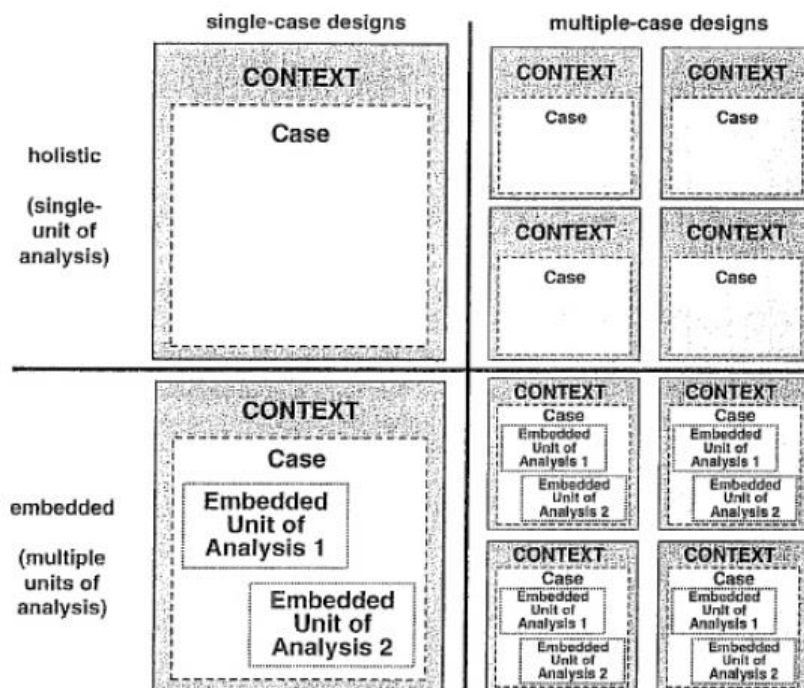 single-case designs
multiple-case designs
holistic
(single-
unit of
analysis)
CONTEXT
Case
CONTEXT
Case
CONTEXT
Case
CONTEXT
Case
CONTEXT
Case
embedded
(multiple
units of
analysis)
CONTEXT
Case
Embedded
Unit of
Analysis 1
Embedded
Unit of
Analysis 2
CONTEXT
Case
Embedded
Unit of
Analysis 1
Embedded
Unit of
Analysis 2
CONTEXT
Case
Embedded
Unit of
Analysis 1
Embedded
Unit of
Analysis 2
CONTEXT
Case
Embedded
Unit of
Analysis 1
Embedded
Unit of
Analysis 2
CONTEXT
Case
Embedded
Unit of
Analysis 1
Embedded
Unit of
Analysis 2